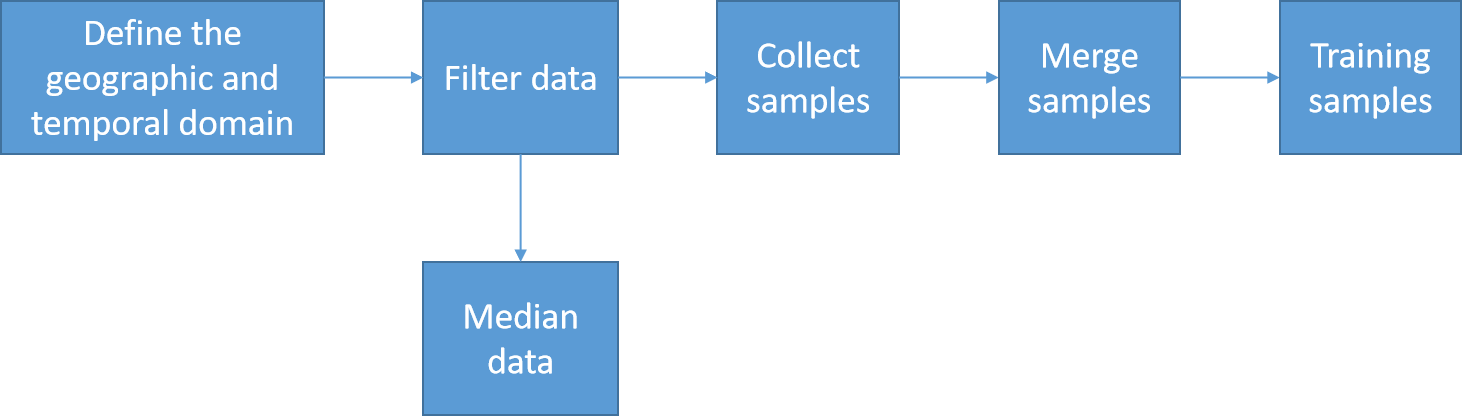 Define the
geographic and
temporal domain
Filter data
Collect
samples
Merge
samples
Training
samples
Median
data